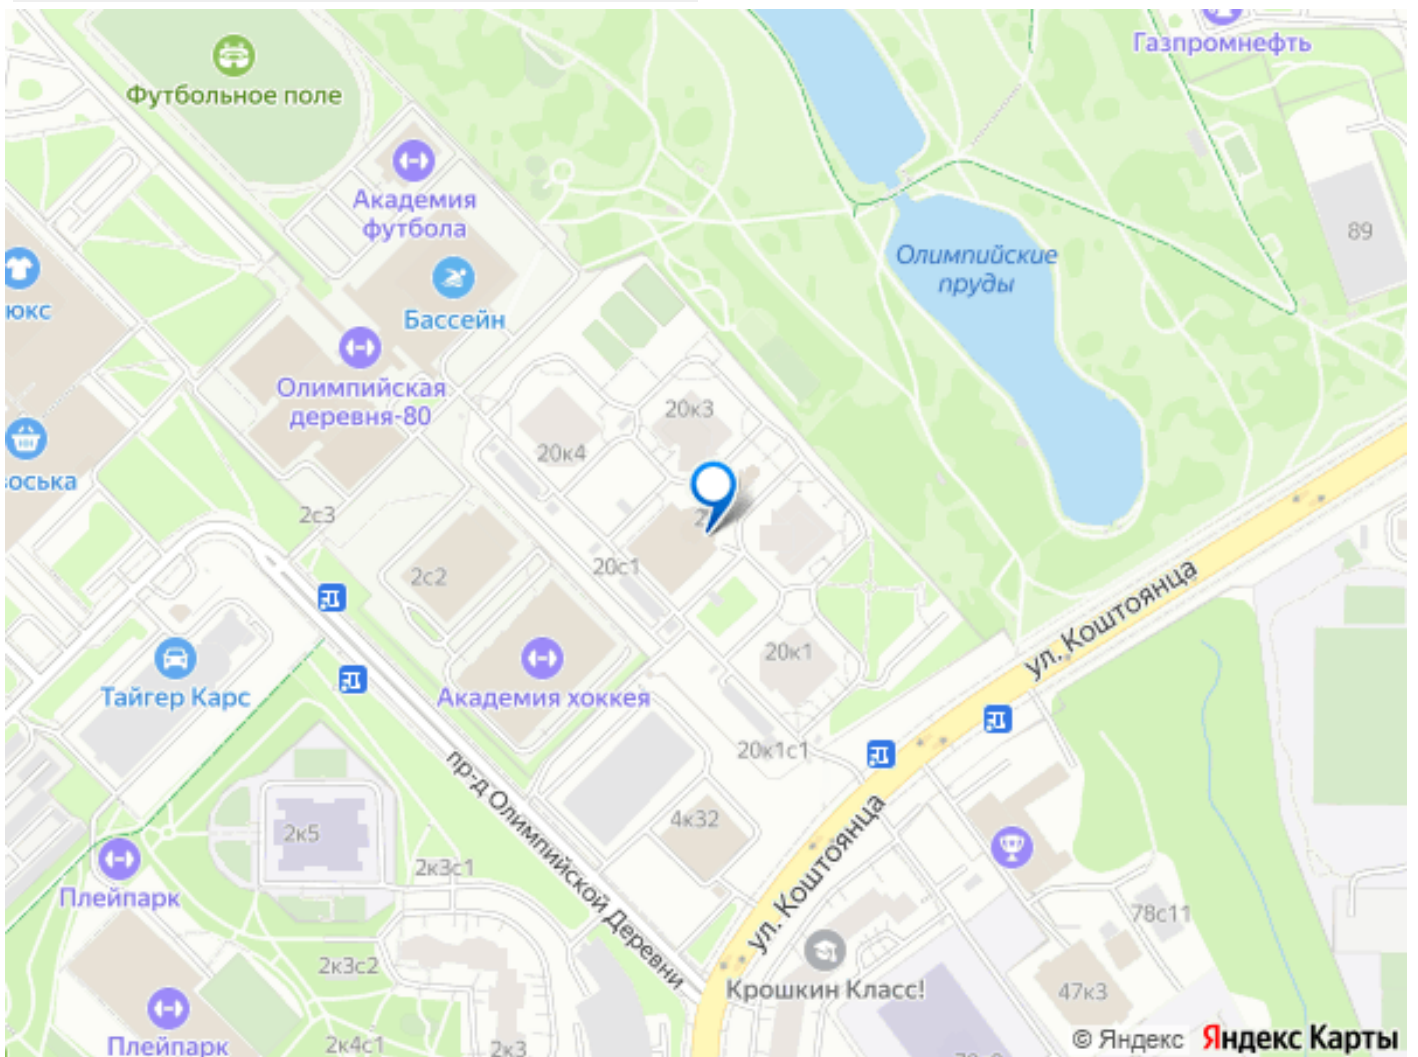 Газпромнефть
Футбольное поле
Академия
футбола
89
Олимпийские
пруды
юкс
Бассейн
Олимпийская
деревня-80
20к3
20к4
оська
2с3
2с2
20с1
ул. Коштоянца
20к1
Тайгер Карс
Академия хоккея
20к1с1
пр-д Олимпийской Деревни
4к32
2к5
2к3с1
ул. Коштоянца
Плейпарк
78с11
2к3с2
Крошкин Класс!
47к3
Плейпарк
2к4с1
2к3
© Яндекс Яндекс Карты